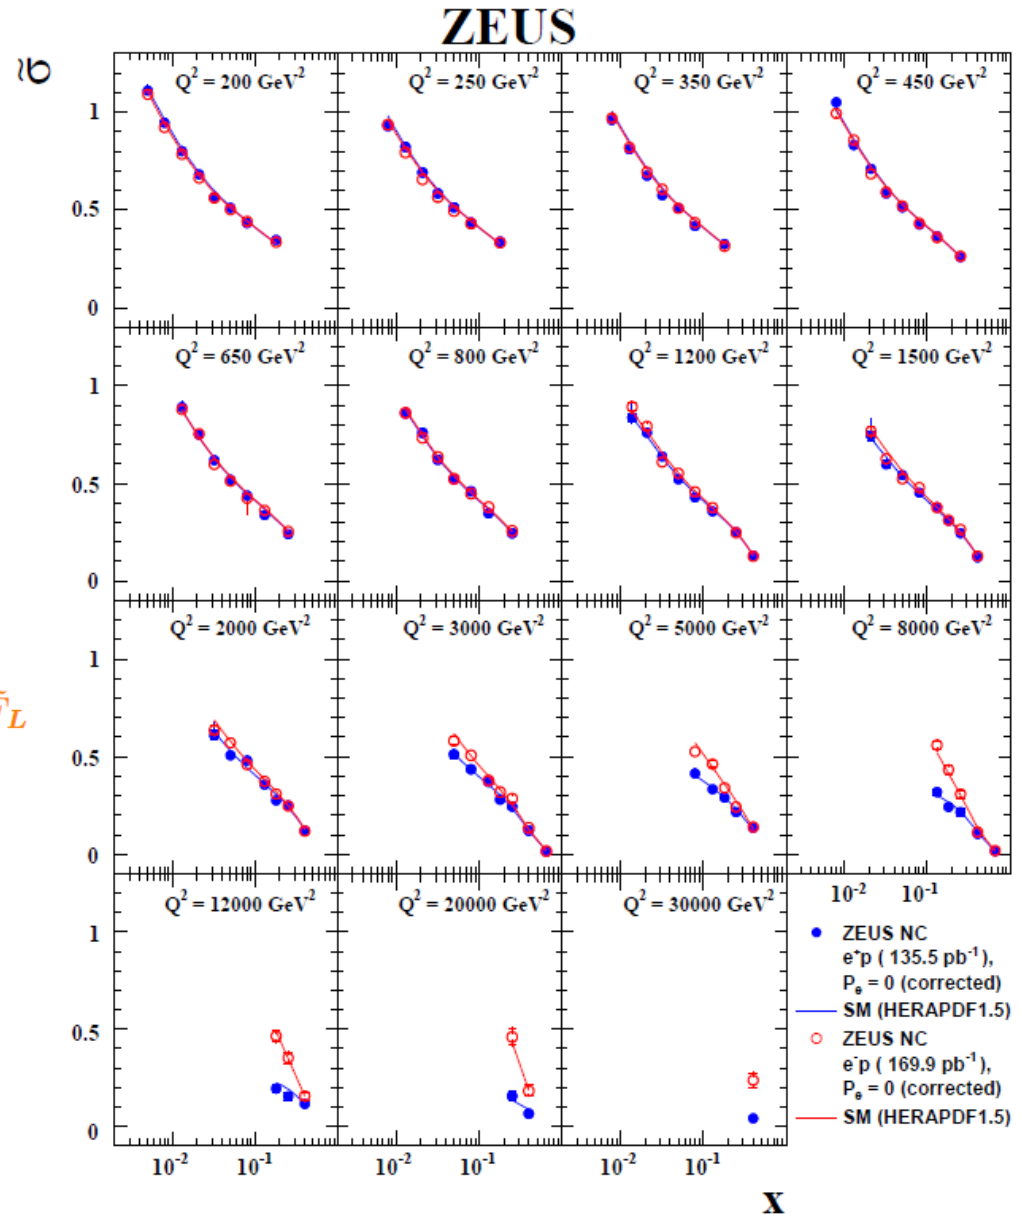 ZEUS
σ̃
Q² = 200 GeV²
Q² = 250 GeV²
Q² = 350 GeV²
Q² = 450 GeV²
1
0.5
0
Q² = 650 GeV²
Q² = 800 GeV²
Q² = 1200 GeV²
Q² = 1500 GeV²
1
0.5
0
Q² = 2000 GeV²
Q² = 3000 GeV²
Q² = 5000 GeV²
Q² = 8000 GeV²
1
L
0.5
0
10⁻² 10⁻¹
Q² = 12000 GeV²
Q² = 20000 GeV²
Q² = 30000 GeV²
1
0.5
0
ZEUS NC
e⁺p ( 135.5 pb⁻¹),
Pₑ = 0 (corrected)
SM (HERAPDF1.5)
ZEUS NC
e⁻p ( 169.9 pb⁻¹),
Pₑ = 0 (corrected)
SM (HERAPDF1.5)
10⁻² 10⁻¹
10⁻² 10⁻¹
10⁻² 10⁻¹
x